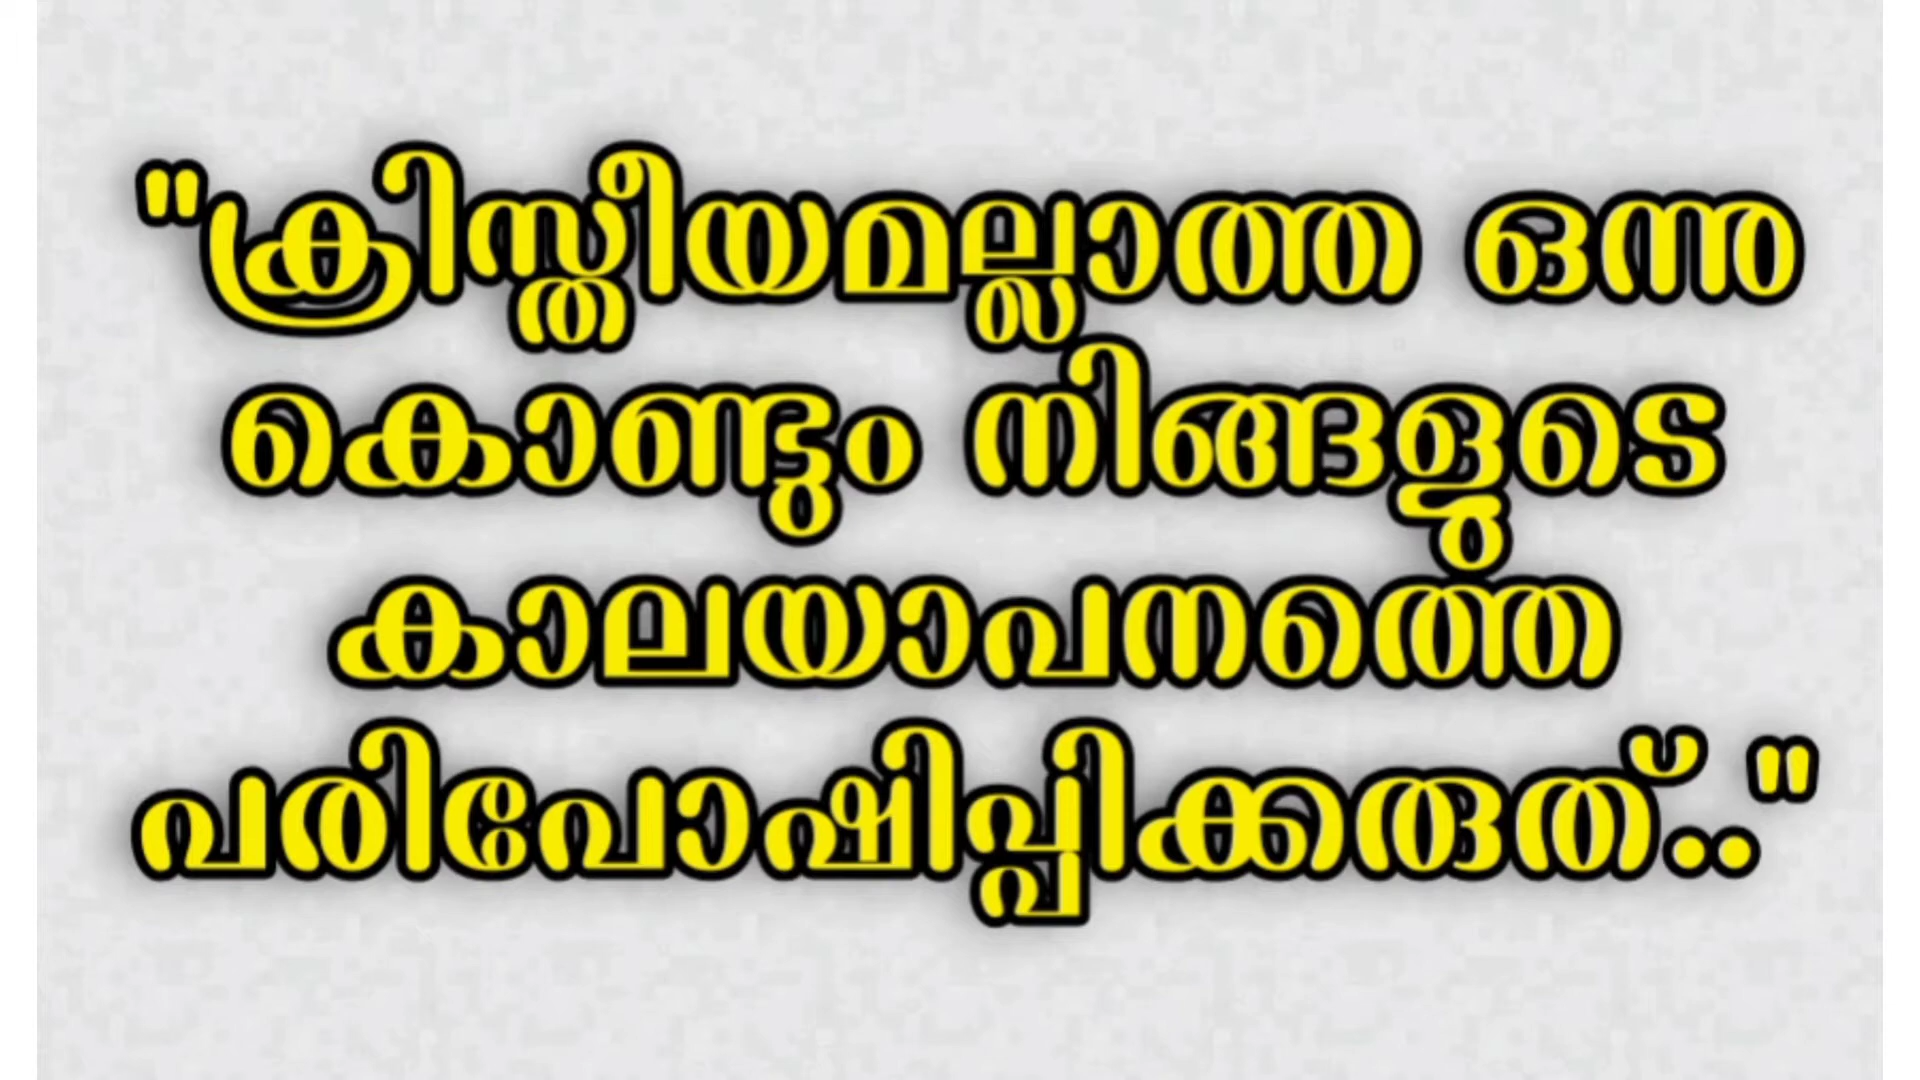 "ക്രിസ്തീയമല്ലാത്ത ഒന്നു
കൊണ്ടും നിങ്ങളുടെ
കാലയാപനത്തെ
പരിപോഷിപ്പിക്കരുത്.."